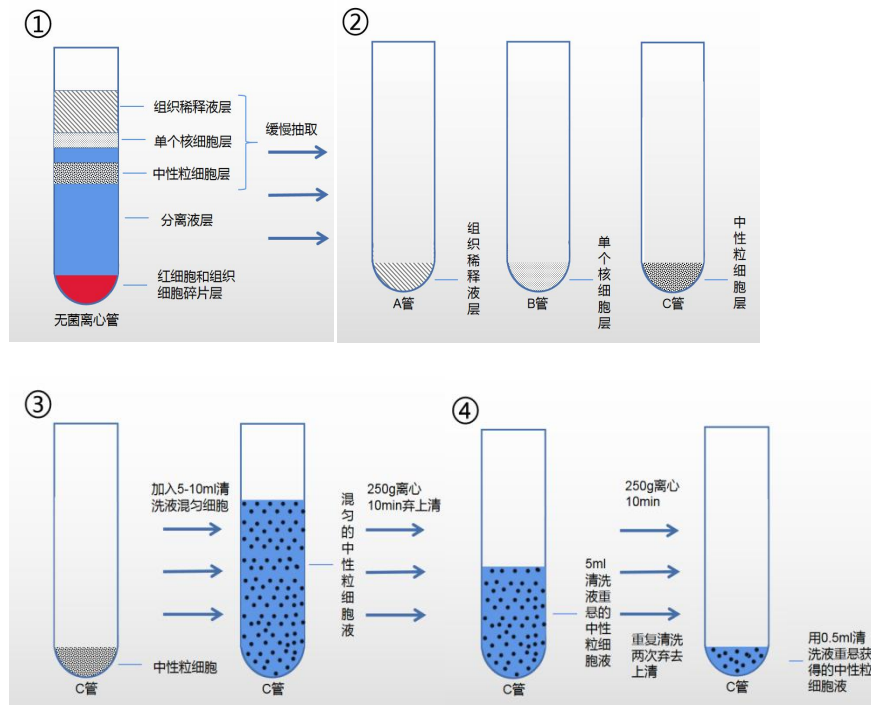 ①
组织稀释液层
单个核细胞层
中性粒细胞层
缓慢抽取
分离液层
红细胞和组织
细胞碎片层
无菌离心管
②
组织稀释液层
单个核细胞层
中性粒细胞层
A管
B管
C管
③
加入5-10ml清
洗液混匀细胞
混匀的中性粒细胞液
250g离心
10min弃上清
中性粒细胞
C管
C管
④
250g离心
10min
5ml
清洗
液重
悬的
中性
粒细
胞液
重复清洗
两次弃去
上清
用0.5ml清
洗液重悬获
得的中性粒
细胞液
C管
C管